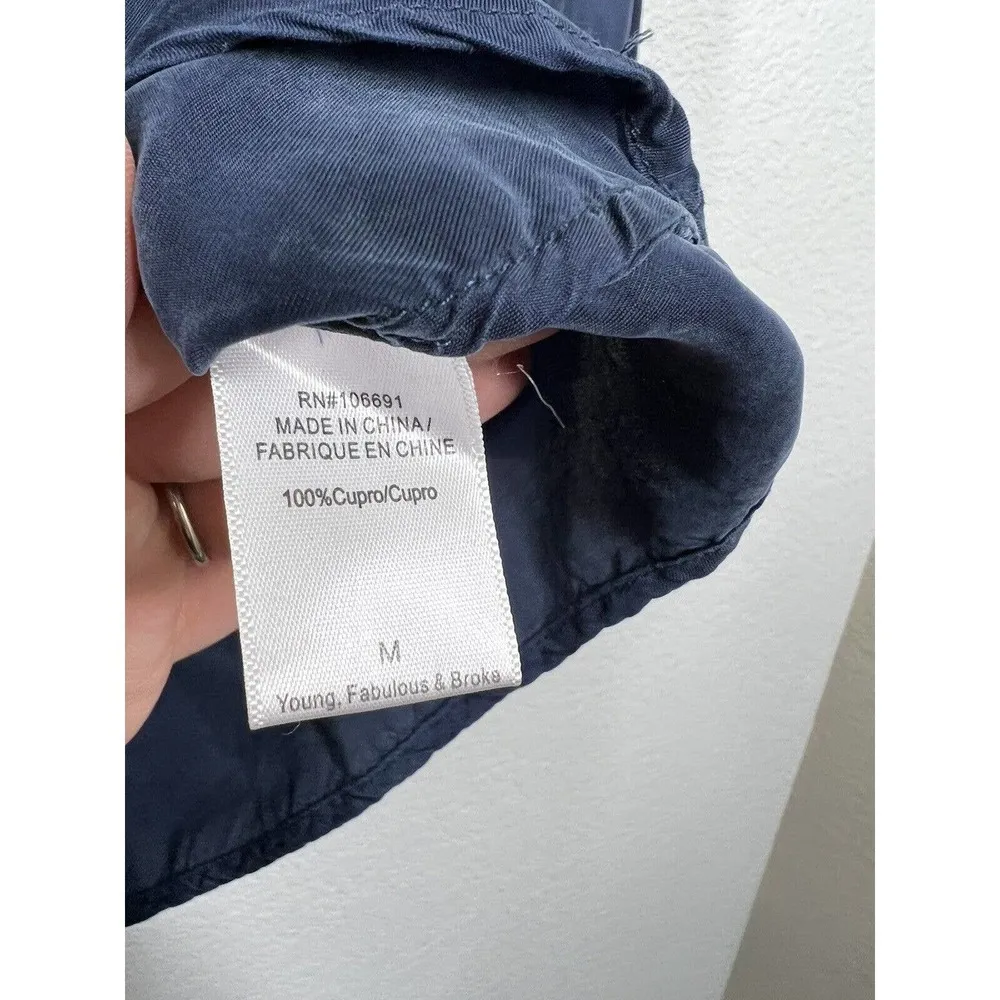 RN#106691
MADE IN CHINA/
FABRIQUE EN CHINE
100%Cupro/Cupro
M
Young, Fabulous & Broke